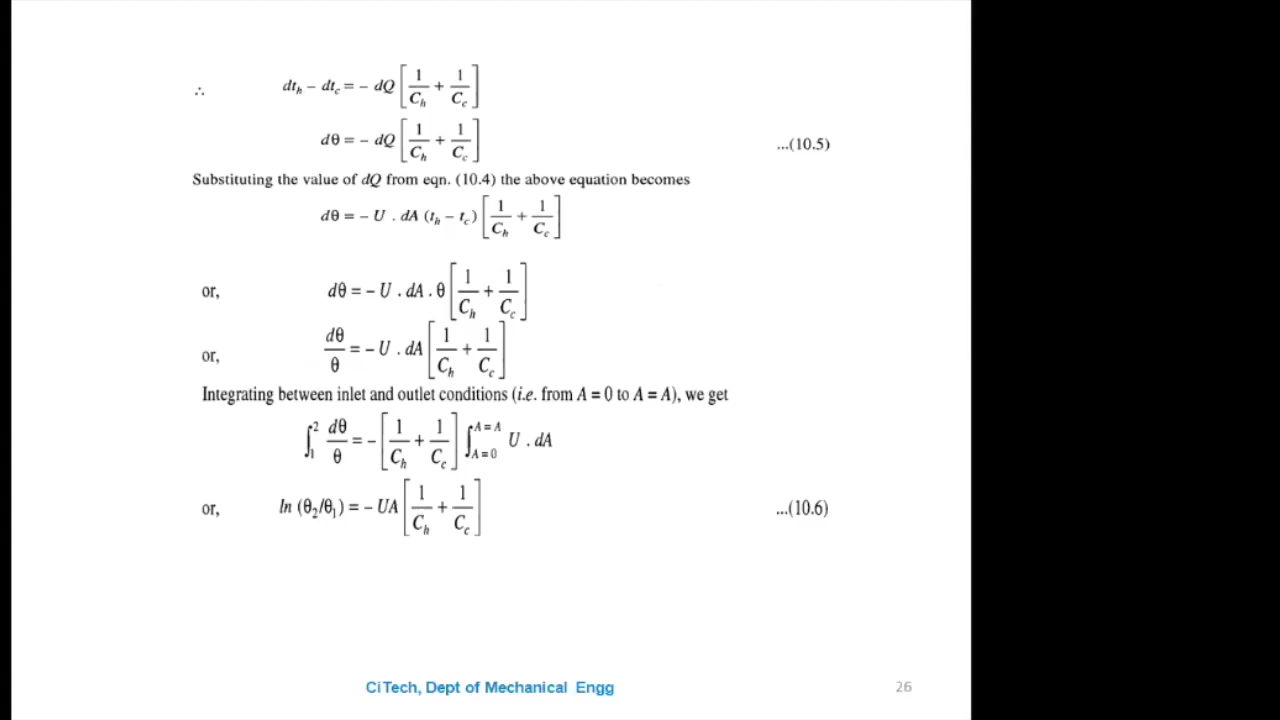 ∴ dt_h − dt_c = − dQ [1/C_h + 1/C_c]
dθ = − dQ [1/C_h + 1/C_c] ...(10.5)
Substituting the value of dQ from eqn. (10.4) the above equation becomes
dθ = − U . dA (t_h − t_c) [1/C_h + 1/C_c]
or, dθ = − U . dA . θ [1/C_h + 1/C_c]
or, dθ/θ = − U . dA [1/C_h + 1/C_c]
Integrating between inlet and outlet conditions (i.e. from A = 0 to A = A), we get
∫_1^2 dθ/θ = − [1/C_h + 1/C_c] ∫_{A=0}^{A=A} U . dA
or, ln (θ_2/θ_1) = − UA [1/C_h + 1/C_c] ...(10.6)
CiTech, Dept of Mechanical Engg 26